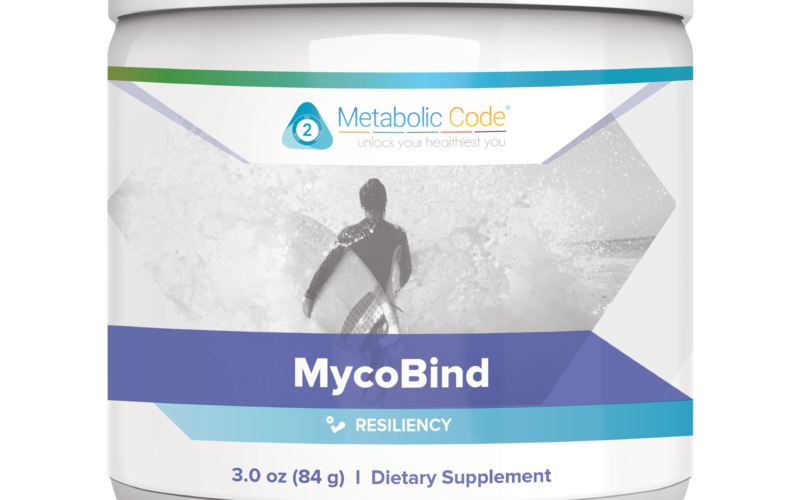 2
Metabolic Code®
unlock your healthiest you
MycoBind
RESILIENCY
3.0 oz (84 g) | Dietary Supplement